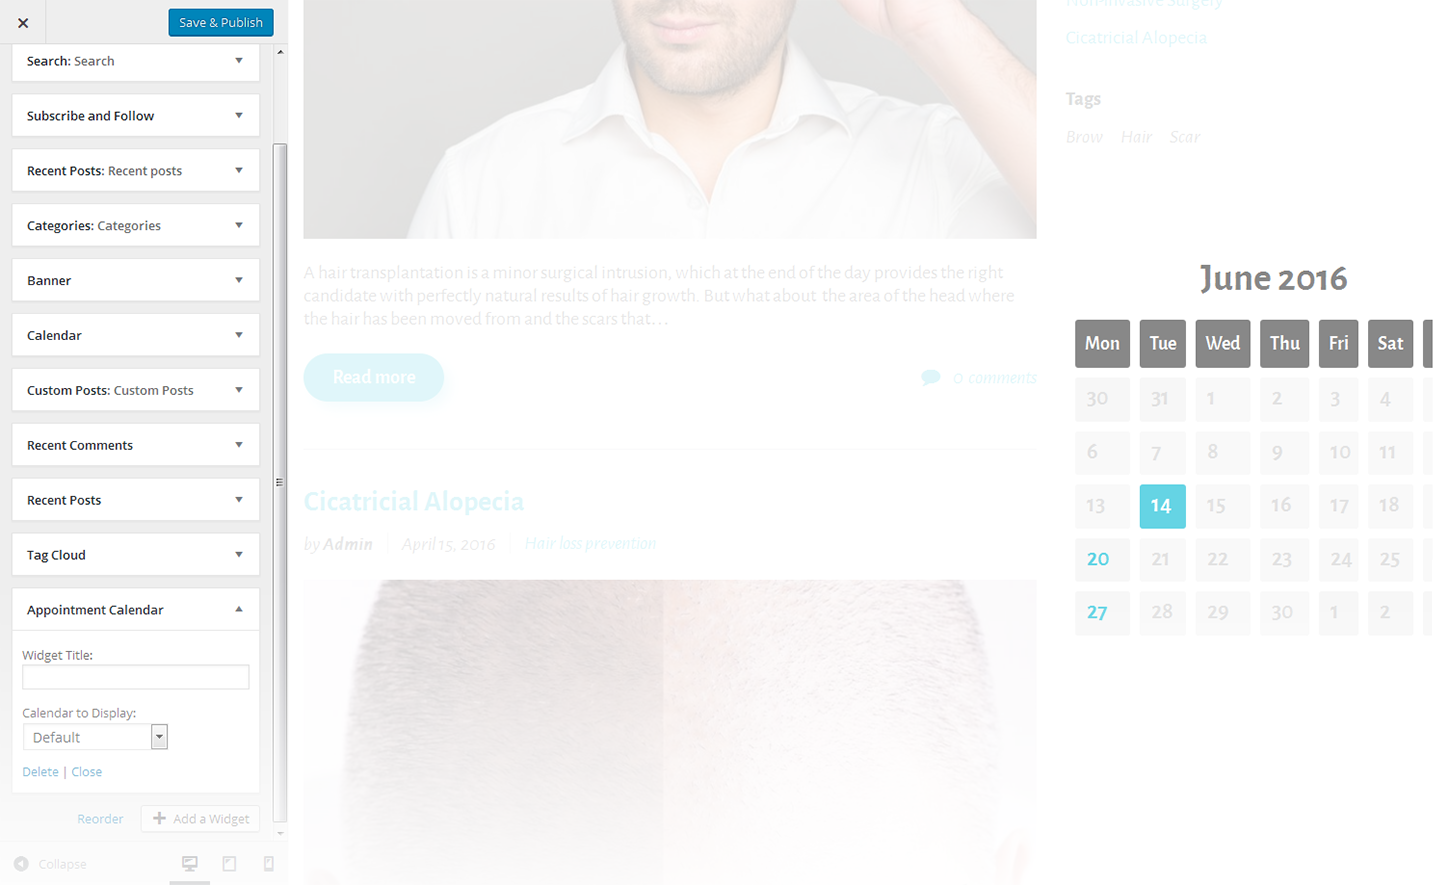 Save & Publish
Search: Search
Subscribe and Follow
Recent Posts: Recent posts
Categories: Categories
Banner
Calendar
Custom Posts: Custom Posts
Recent Comments
Recent Posts
Tag Cloud
Appointment Calendar
Widget Title:
Calendar to Display:
Default
Delete | Close
Reorder
Add a Widget
Collapse
A hair transplantation is a minor surgical intrusion, which at the end of the day provides the right
candidate with perfectly natural results of hair growth. But what about the area of the head where
the hair has been moved from and the scars that…
Read more
0 comments
Cicatricial Alopecia
by Admin
April 15, 2016
Hair loss prevention
Non-invasive Surgery
Cicatricial Alopecia
Tags
Brow Hair Scar
June 2016
Mon Tue Wed Thu Fri Sat
30 31 1 2 3 4
6 7 8 9 10 11
13 14 15 16 17 18
20 21 22 23 24 25
27 28 29 30 1 2